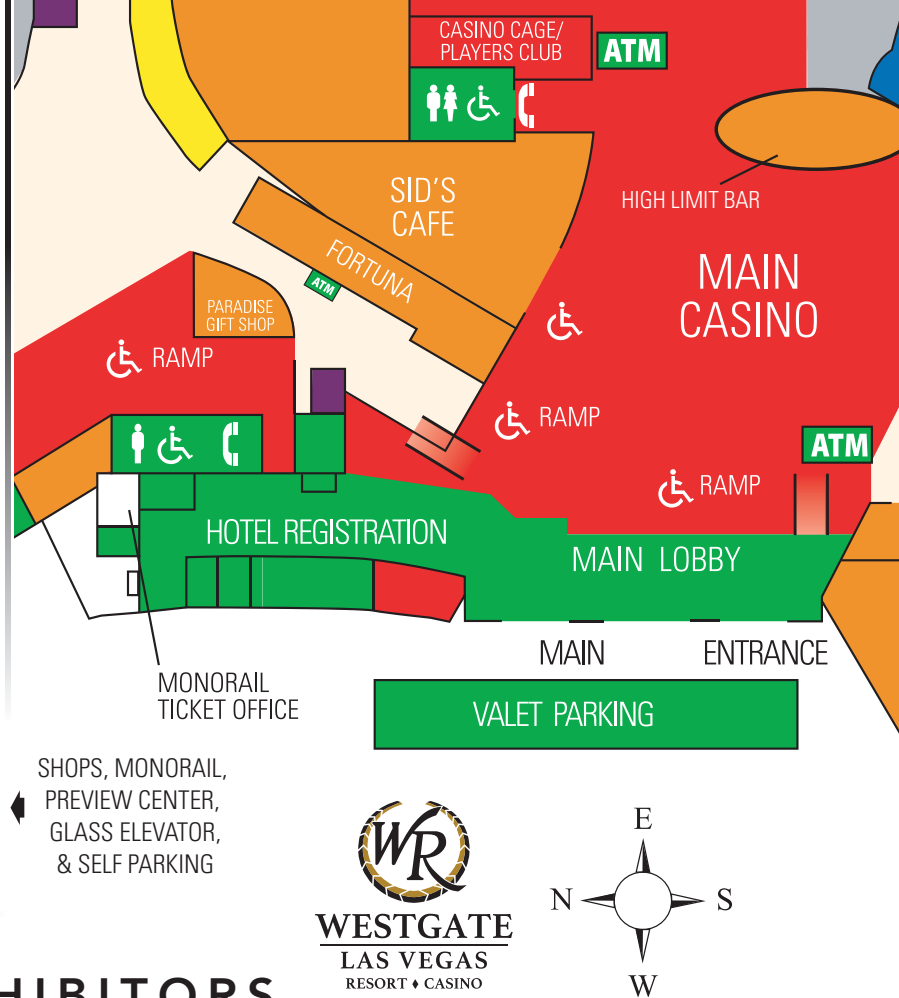 CASINO CAGE/
PLAYERS CLUB
ATM
HIGH LIMIT BAR
SID'S
CAFE
FORTUNA
ATM
MAIN
CASINO
PARADISE
GIFT SHOP
RAMP
RAMP
ATM
RAMP
HOTEL REGISTRATION
MAIN LOBBY
MAIN ENTRANCE
MONORAIL
TICKET OFFICE
VALET PARKING
SHOPS, MONORAIL,
PREVIEW CENTER,
GLASS ELEVATOR,
& SELF PARKING
WR
WESTGATE
LAS VEGAS
RESORT ♦ CASINO
E
N
S
W
HIBITORS